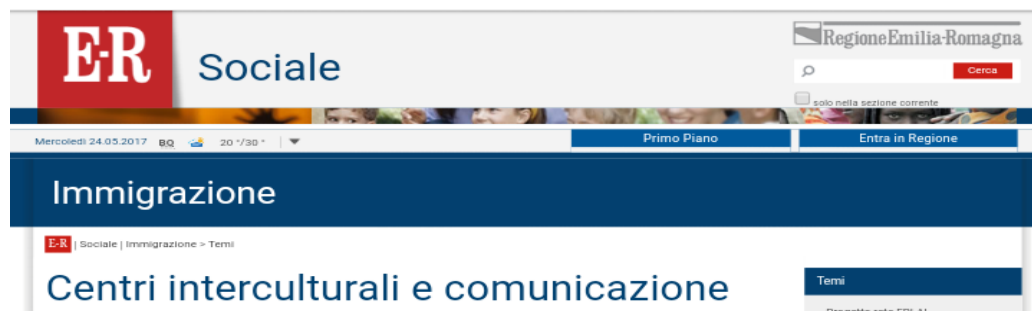 E·R
Sociale
RegioneEmilia-Romagna
Cerca
solo nella sezione corrente
Mercoledì 24.05.2017 BO 20 °/30 °
Primo Piano
Entra in Regione
Immigrazione
E·R | Sociale | Immigrazione > Temi
Centri interculturali e comunicazione
Temi